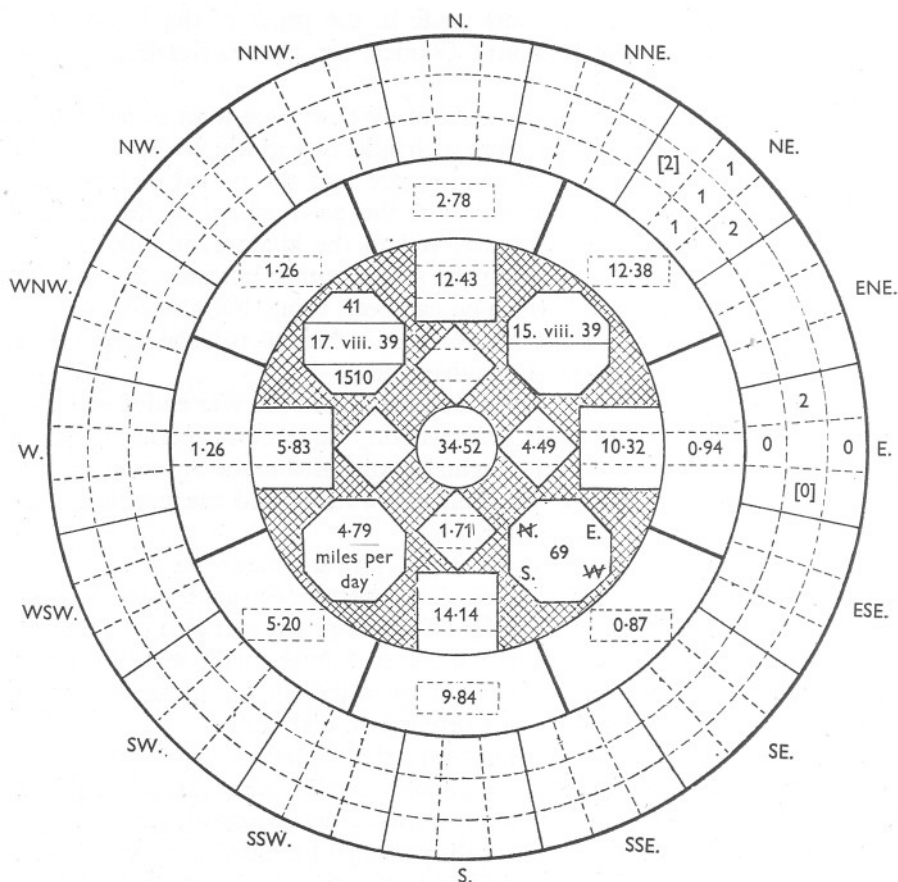 N.
NNW. NNE.
NW. NE.
[2] 1
1
1 2
2·78
1·26 12·43 12·38
WNW. ENE.
41
17. viii. 39 15. viii. 39
1510
2
W. 1·26 5·83 34·52 4·49 10·32 0·94 0 0 E.
[0]
4·79 1·71 N. E.
miles per 69
day S. W
WSW. ESE.
5·20 14·14 0·87
9·84
SW. SE.
SSW. SSE.
S.